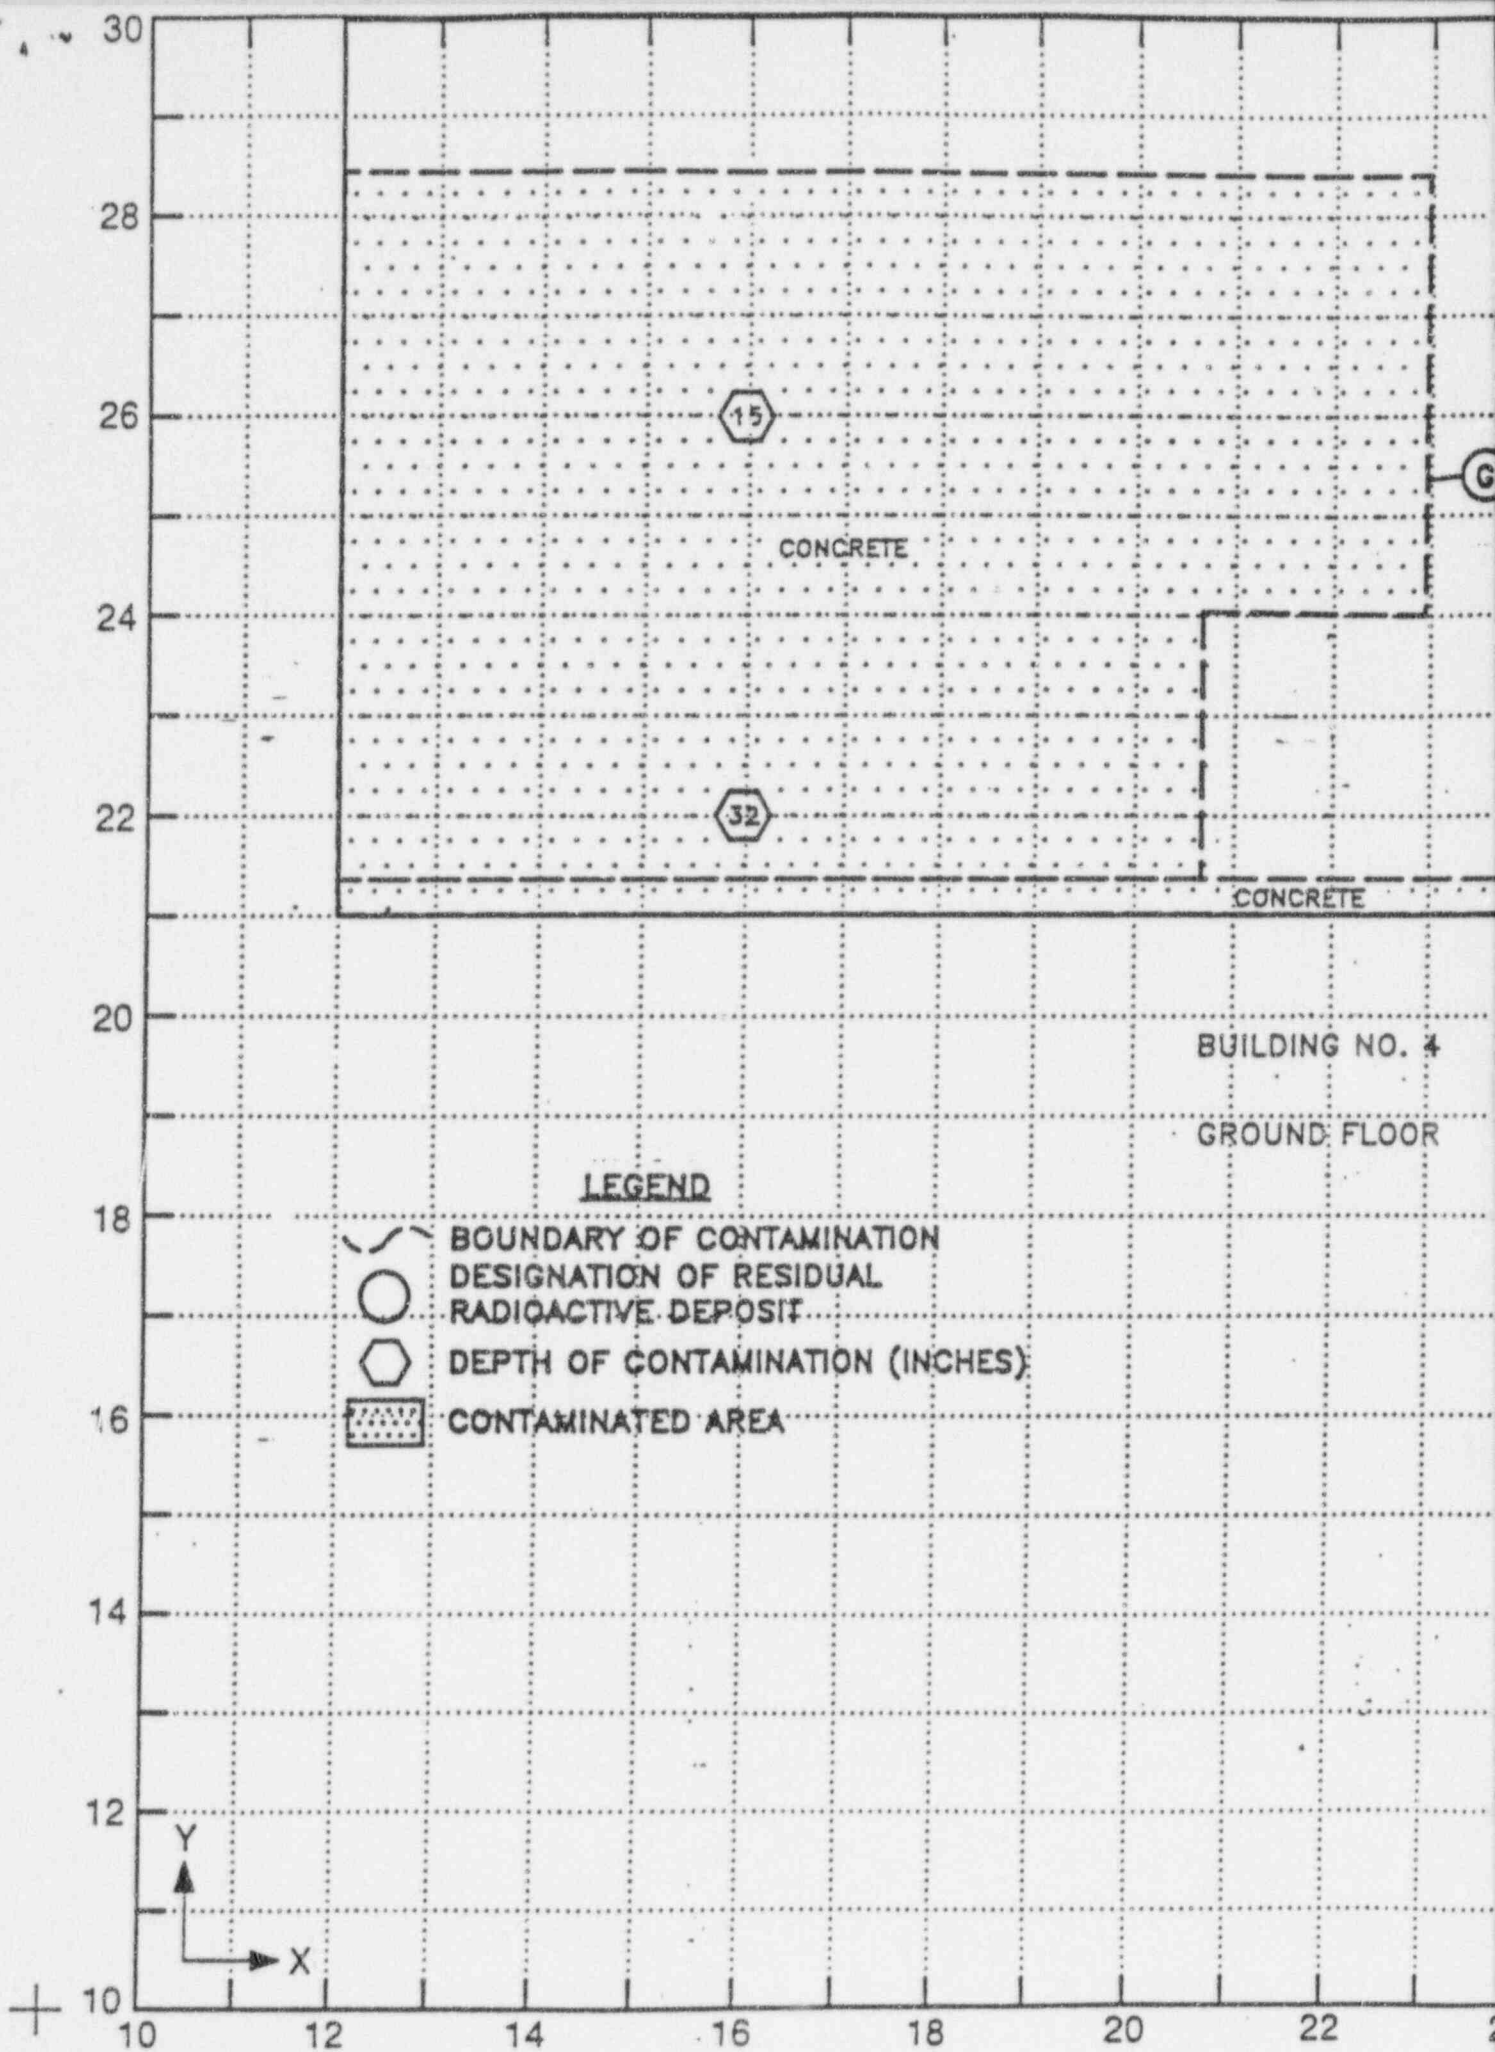 30
28
26
24
22
20
18
16
14
12
10
15
G
CONCRETE
32
CONCRETE
BUILDING NO. 4
GROUND FLOOR
LEGEND
BOUNDARY OF CONTAMINATION
DESIGNATION OF RESIDUAL
RADIOACTIVE DEPOSIT
DEPTH OF CONTAMINATION (INCHES)
CONTAMINATED AREA
Y
X
10 12 14 16 18 20 22